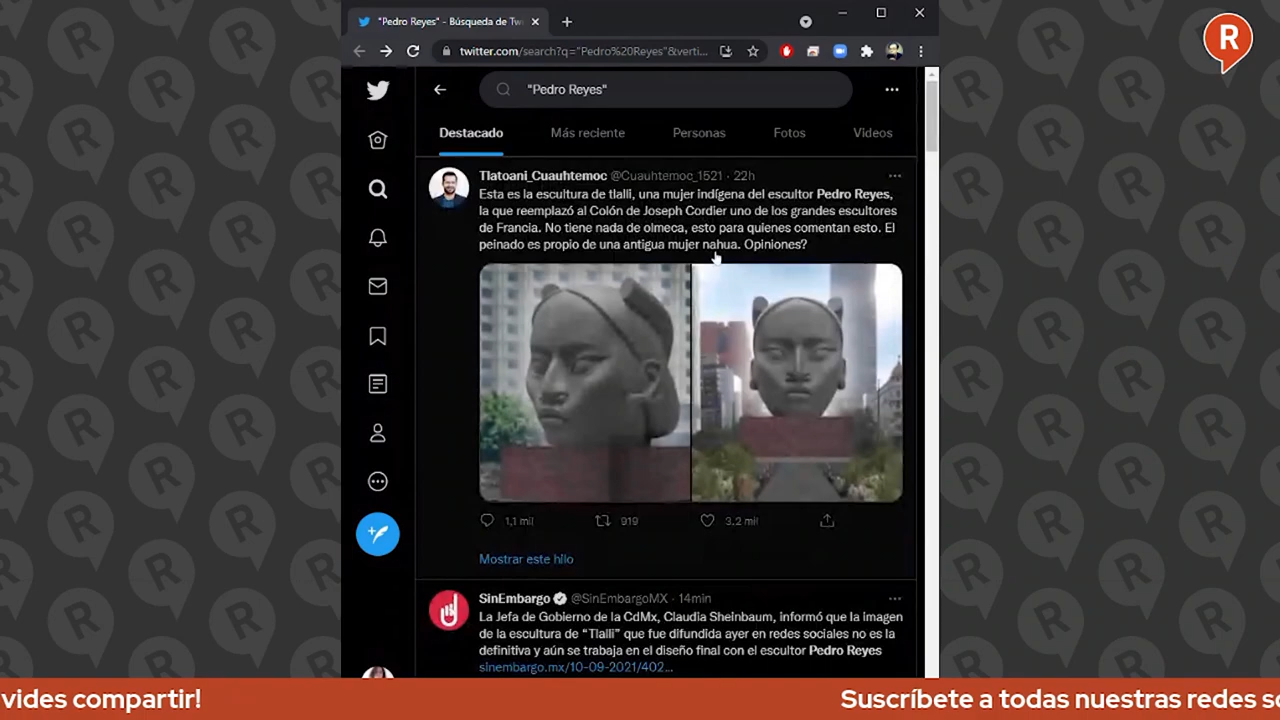 "Pedro Reyes" - Búsqueda de Tw
twitter.com/search?q="Pedro%20Reyes"&verti...
R
"Pedro Reyes"
Destacado
Más reciente
Personas
Fotos
Videos
Tlatoani_Cuauhtemoc @Cuauhtemoc_1521 · 22h
Esta es la escultura de tlalli, una mujer indígena del escultor Pedro Reyes,
la que reemplazó al Colón de Joseph Cordier uno de los grandes escultores
de Francia. No tiene nada de olmeca, esto para quienes comentan esto. El
peinado es propio de una antigua mujer nahua. Opiniones?
1,1 mil
919
3.2 mil
Mostrar este hilo
SinEmbargo @SinEmbargoMX · 14min
La Jefa de Gobierno de la CdMx, Claudia Sheinbaum, informó que la imagen
de la escultura de “Tlalli” que fue difundida ayer en redes sociales no es la
definitiva y aún se trabaja en el diseño final con el escultor Pedro Reyes
sinembargo.mx/10-09-2021/402...
vides compartir!
Suscríbete a todas nuestras redes so